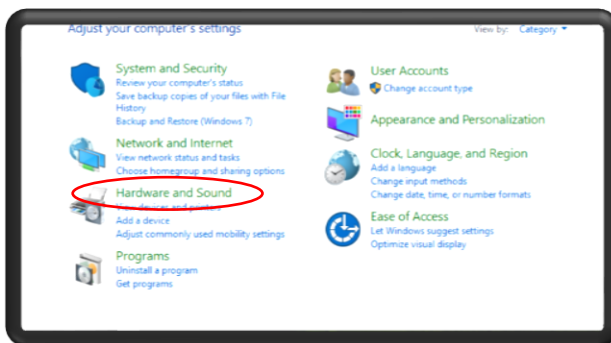 Adjust your computer's settings
View by: Category
System and Security
Review your computer's status
Save backup copies of your files with File
History
Backup and Restore (Windows 7)
Network and Internet
View network status and tasks
Choose homegroup and sharing options
Hardware and Sound
View devices and printers
Add a device
Adjust commonly used mobility settings
Programs
Uninstall a program
Get programs
User Accounts
Change account type
Appearance and Personalization
Clock, Language, and Region
Add a language
Change input methods
Change date, time, or number formats
Ease of Access
Let Windows suggest settings
Optimize visual display